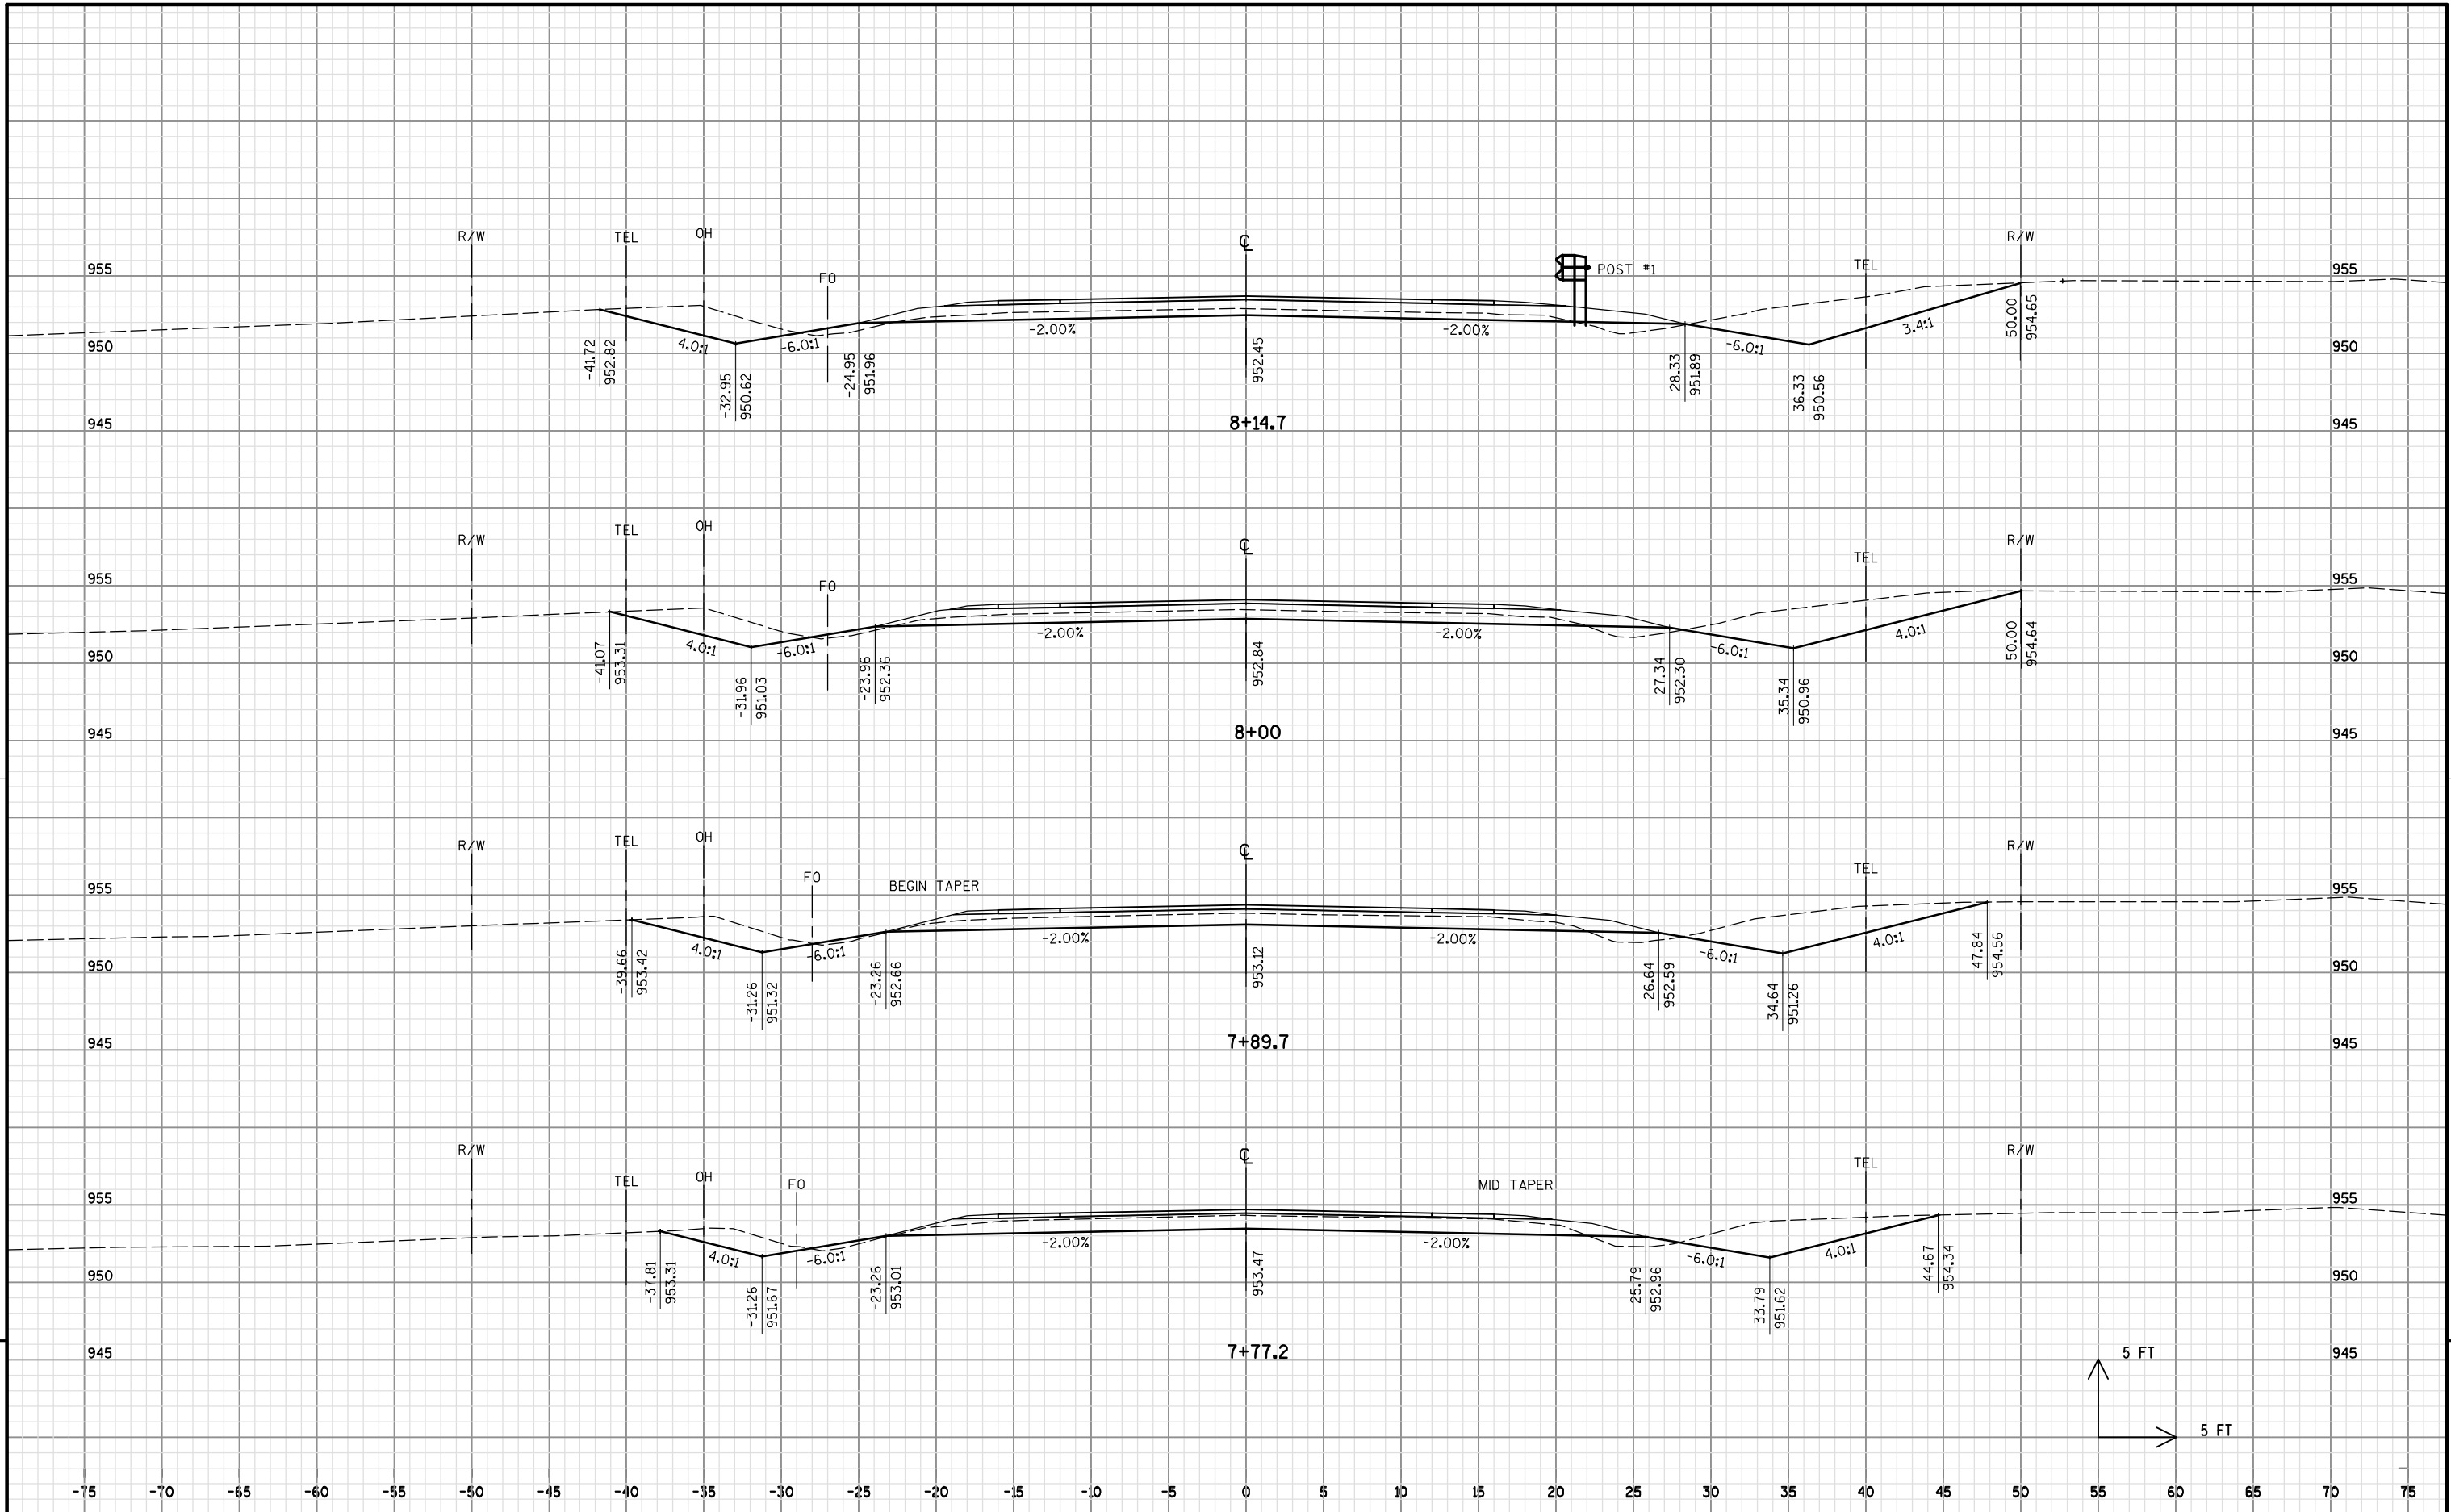 R/W TEL OH ℄ R/W
FO TEL
955 POST #1 955
-2.00% -2.00% 3.4:1
4.0:1 -6.0:1 -6.0:1
950 950
-41.72 952.82 -32.95 950.62 -24.95 951.96 952.45 28.33 951.89 36.33 950.56 50.00 954.65
945 945
8+14.7
R/W TEL OH ℄ R/W
FO TEL
955 955
-2.00% -2.00% 4.0:1
4.0:1 -6.0:1 -6.0:1
950 950
-41.07 953.31 -31.96 951.03 -23.96 952.36 952.84 27.34 952.30 35.34 950.96 50.00 954.64
945 945
8+00
R/W TEL OH ℄ R/W
FO TEL
955 BEGIN TAPER 955
-2.00% -2.00% 4.0:1
4.0:1 -6.0:1 -6.0:1
950 950
-39.66 953.42 -31.26 951.32 -23.26 952.66 953.12 26.64 952.59 34.64 951.26 47.84 954.56
945 945
7+89.7
R/W ℄ R/W
TEL OH FO TEL
955 MID TAPER 955
-2.00% -2.00% 4.0:1
4.0:1 -6.0:1 -6.0:1
950 950
-37.81 953.31 -31.26 951.67 -23.26 953.01 953.47 25.79 952.96 33.79 951.62 44.67 954.34
945 945
7+77.2
5 FT
5 FT
-75 -70 -65 -60 -55 -50 -45 -40 -35 -30 -25 -20 -15 -10 -5 0 5 10 15 20 25 30 35 40 45 50 55 60 65 70 75